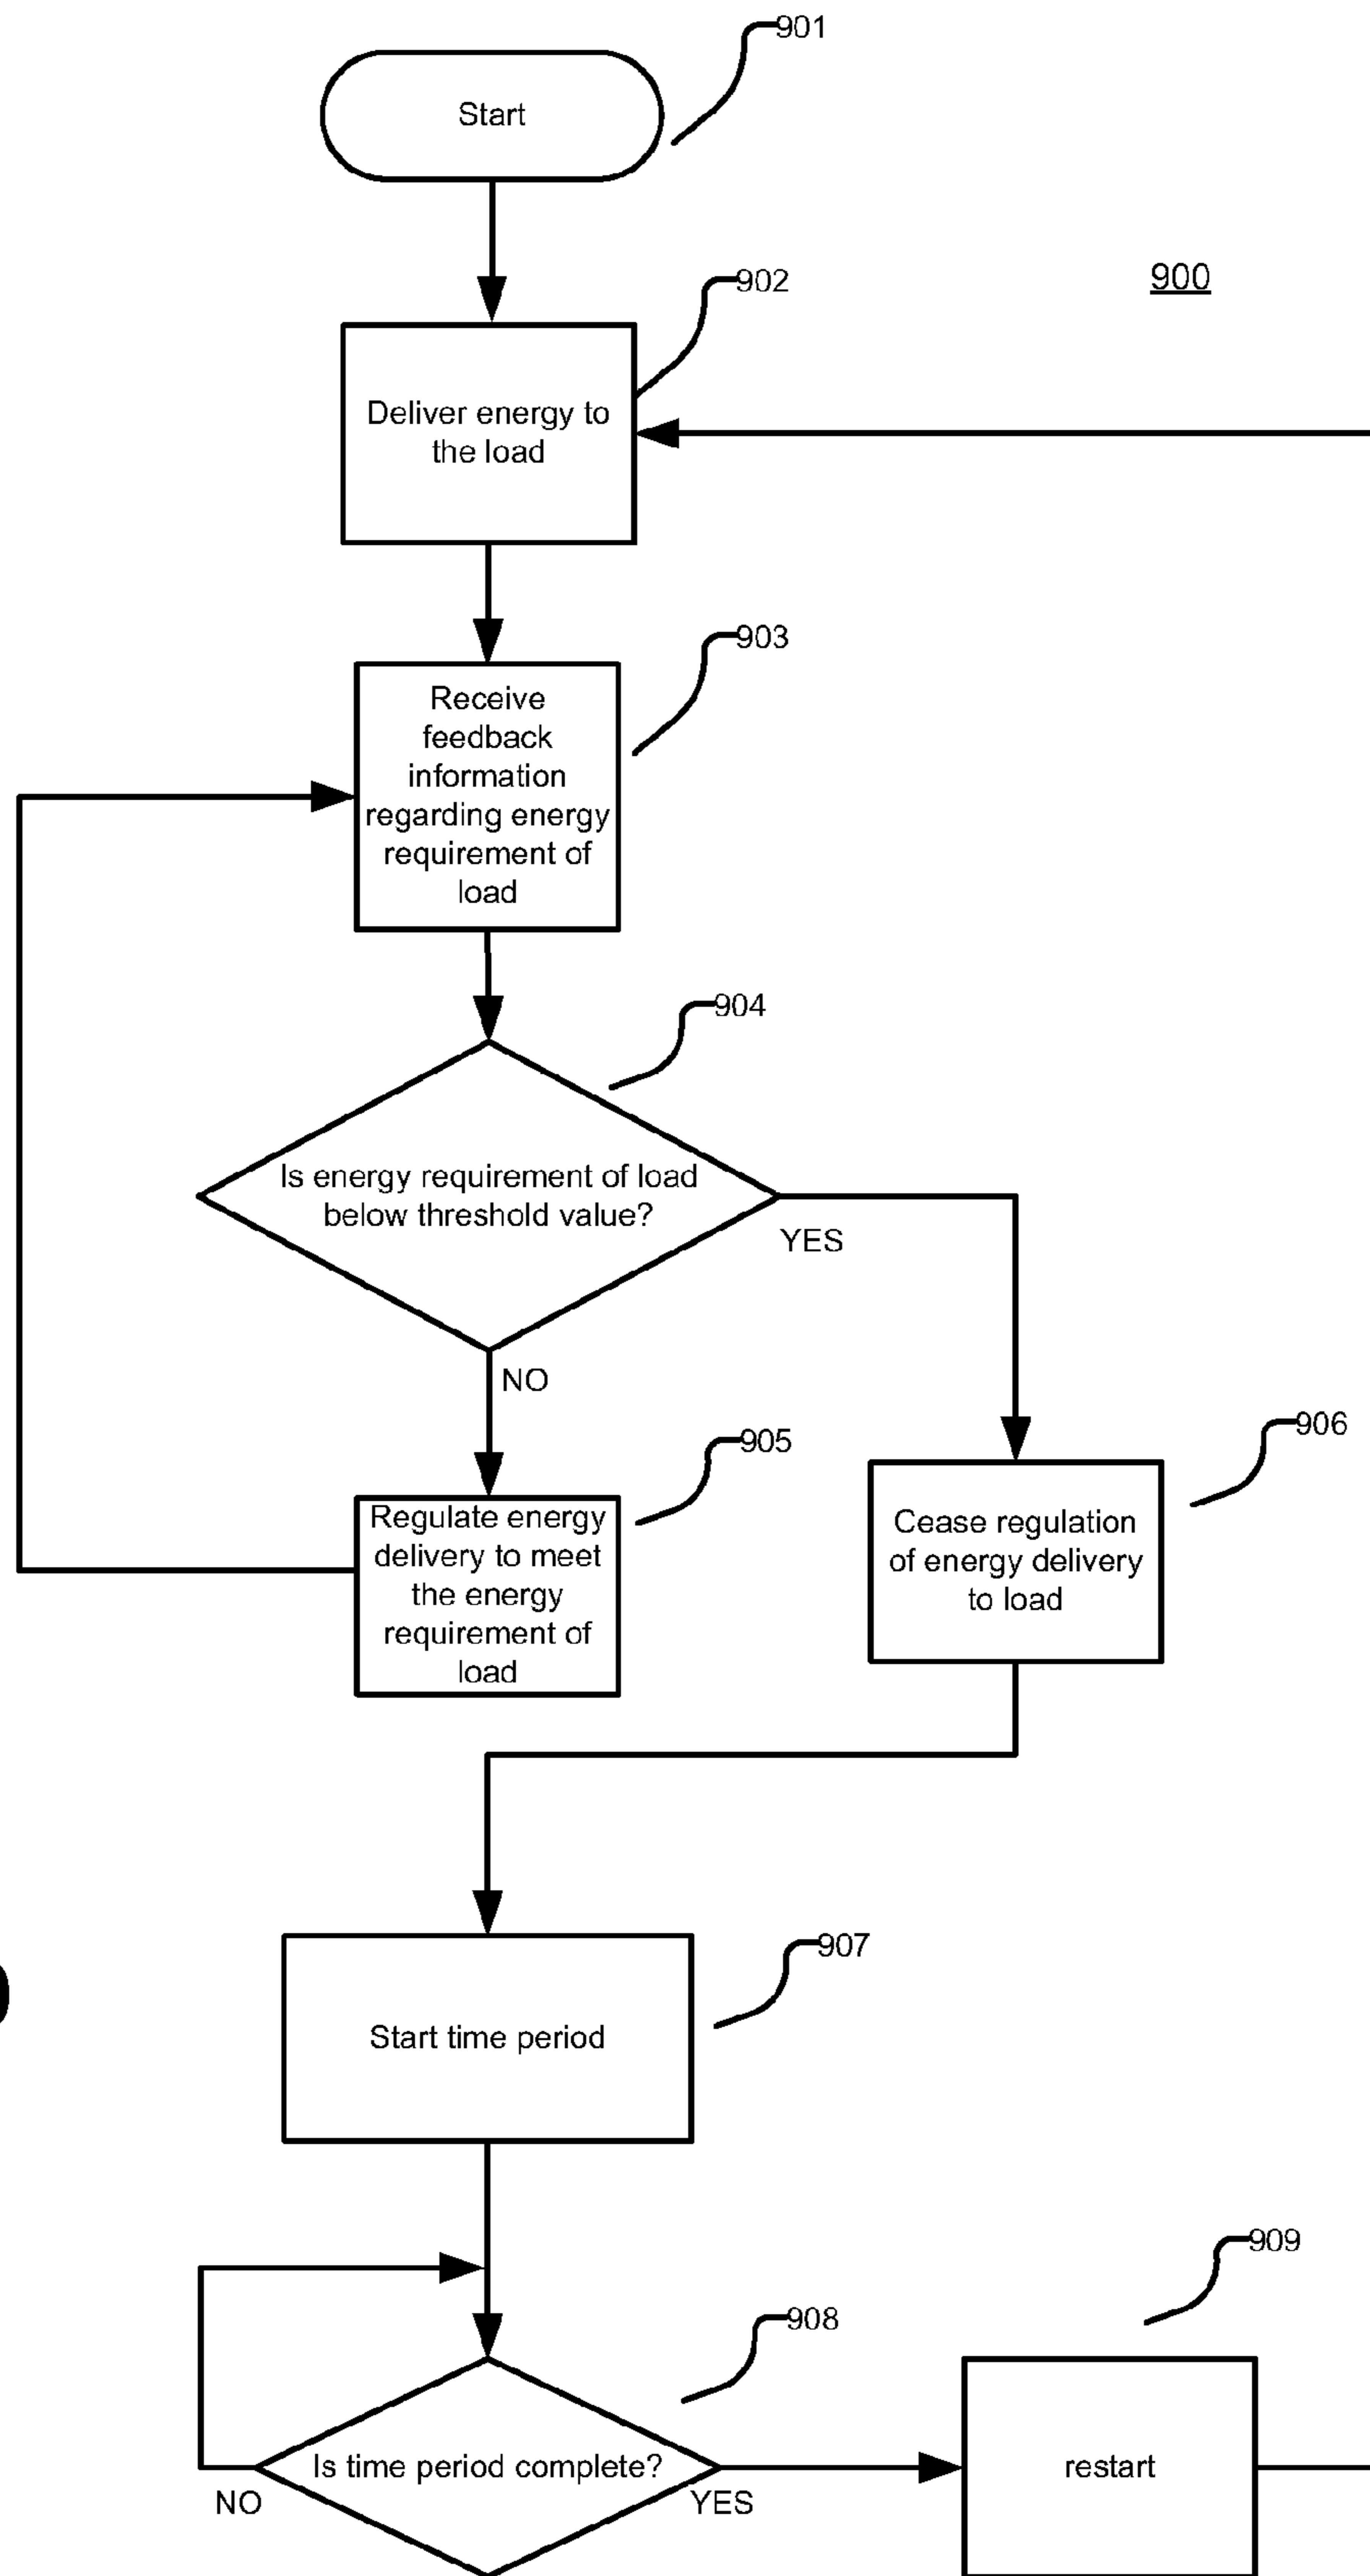 901
Start
902
900
Deliver energy to
the load
903
Receive
feedback
information
regarding energy
requirement of
load
904
Is energy requirement of load
below threshold value?
YES
NO
905
906
Regulate energy
delivery to meet
the energy
requirement of
load
Cease regulation
of energy delivery
to load
907
Start time period
909
908
Is time period complete?
restart
NO
YES